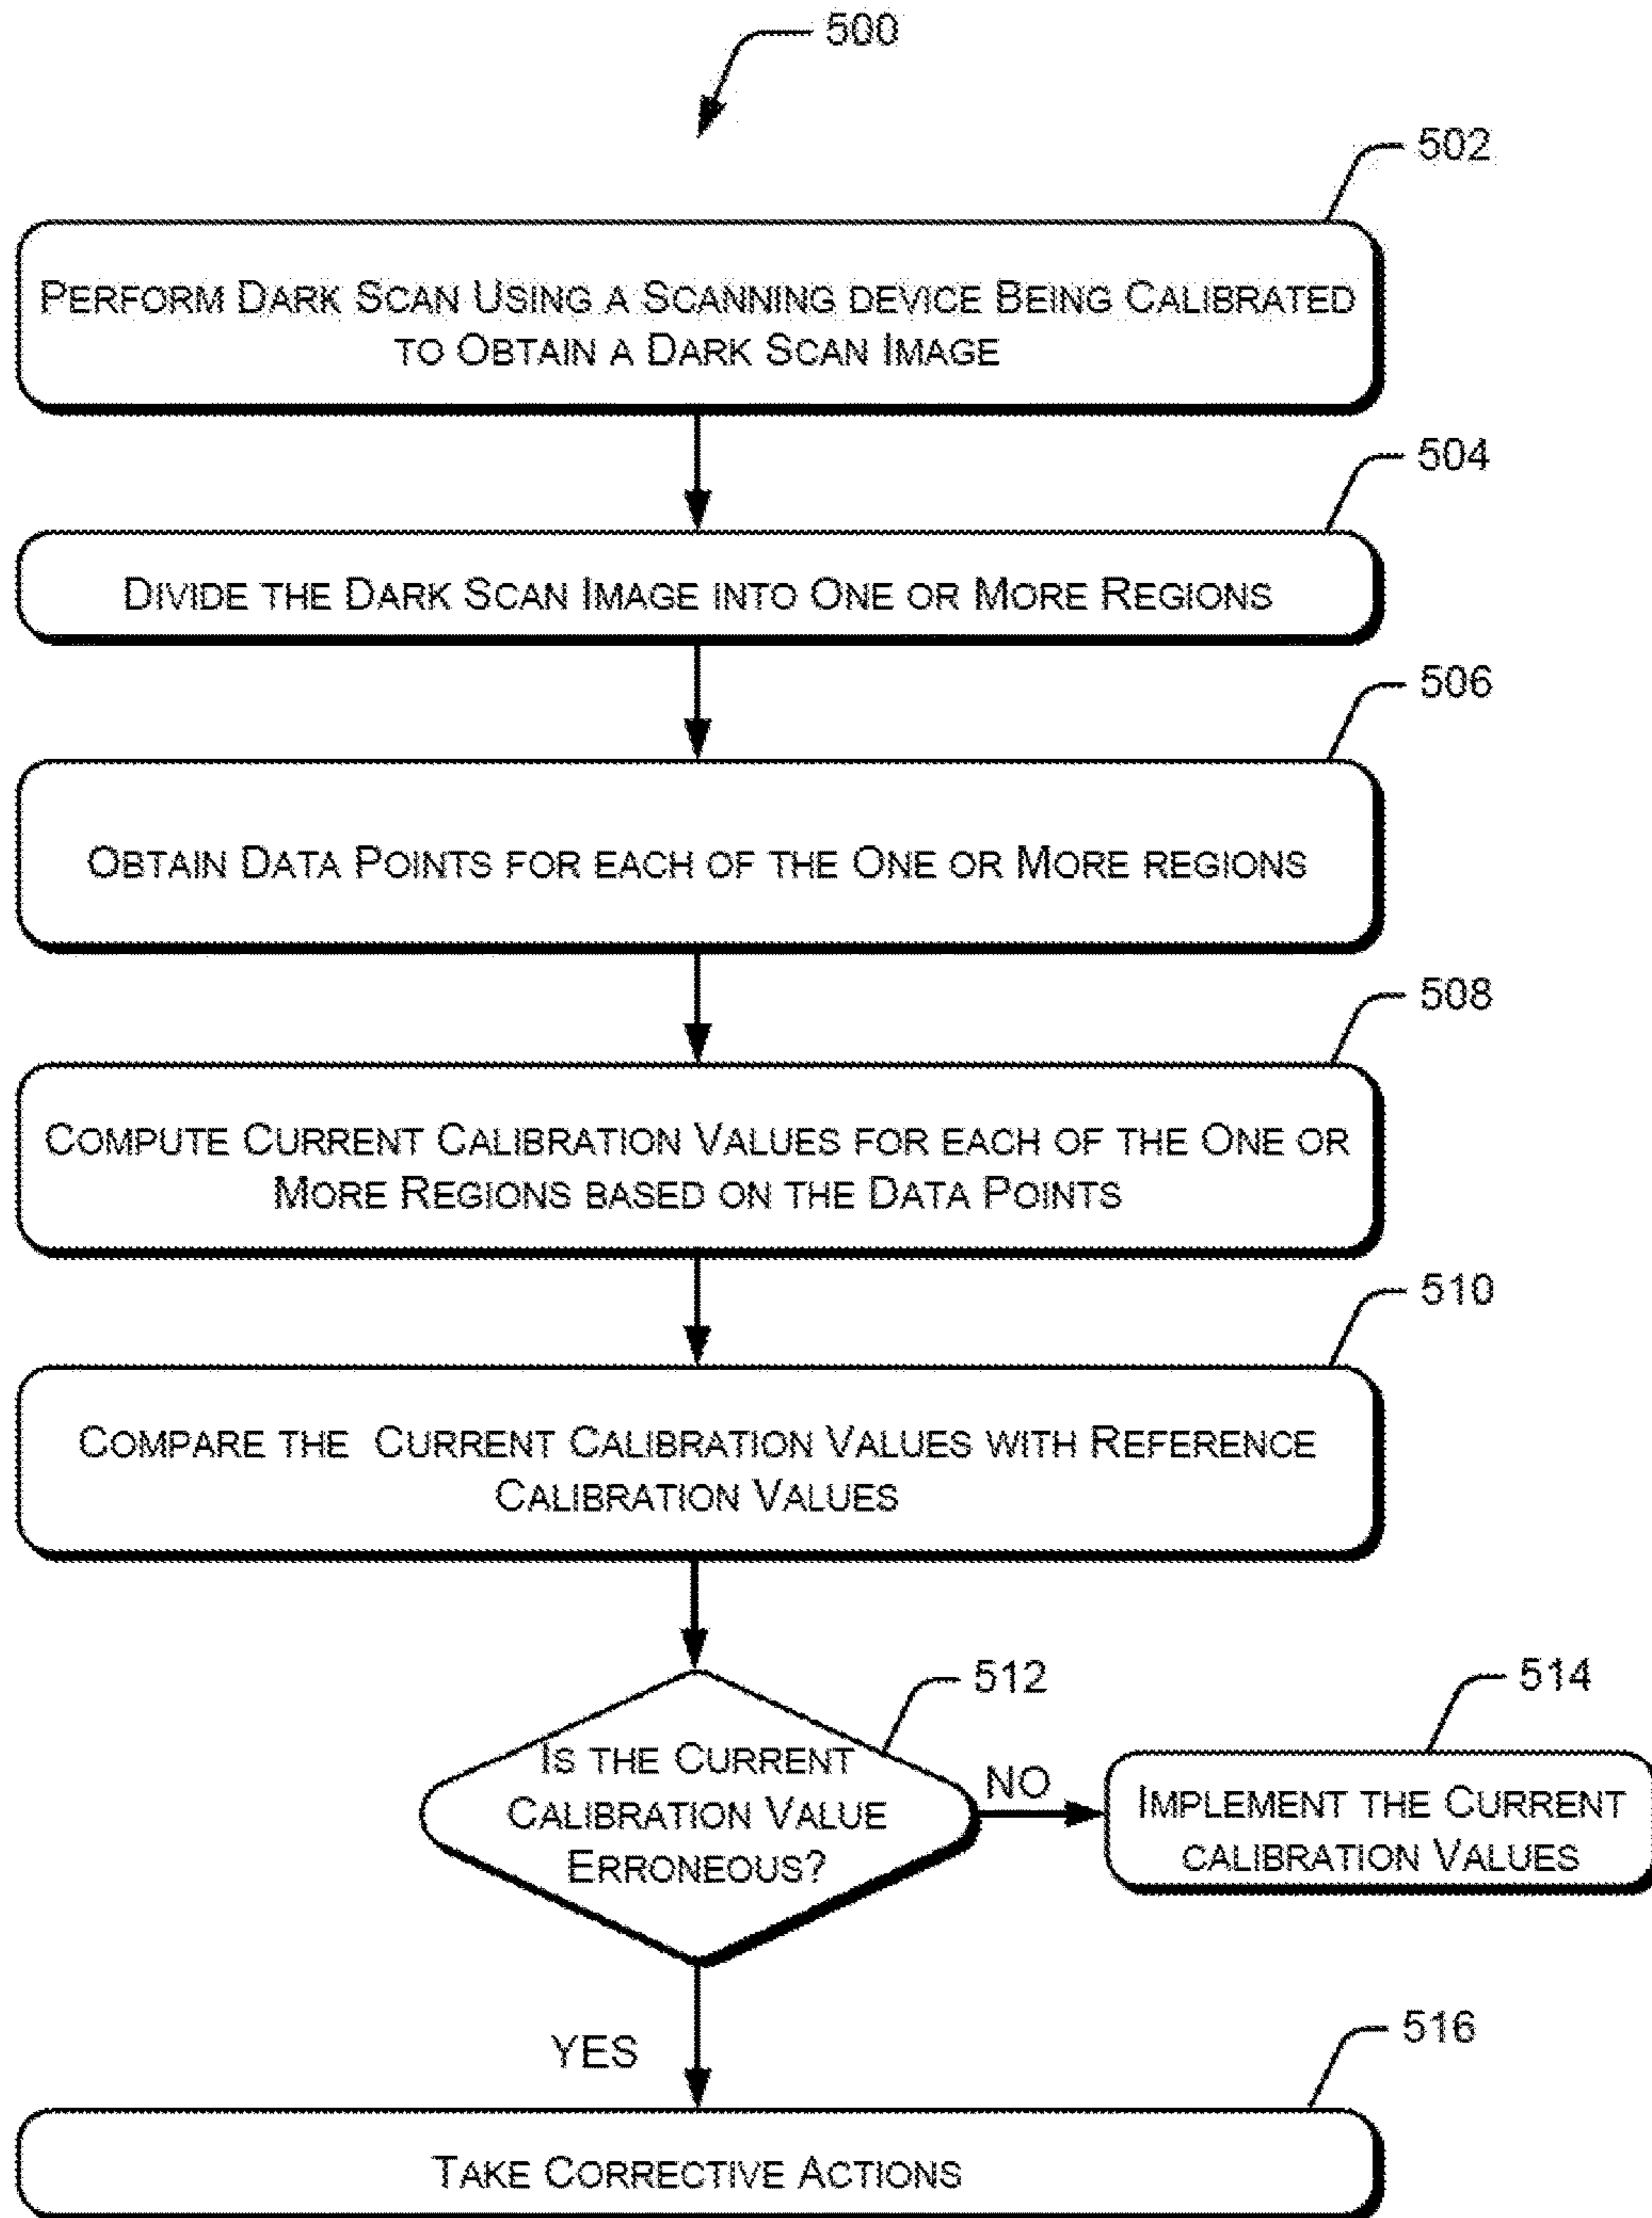 500
502
PERFORM DARK SCAN USING A SCANNING DEVICE BEING CALIBRATED
TO OBTAIN A DARK SCAN IMAGE
504
DIVIDE THE DARK SCAN IMAGE INTO ONE OR MORE REGIONS
506
OBTAIN DATA POINTS FOR EACH OF THE ONE OR MORE REGIONS
508
COMPUTE CURRENT CALIBRATION VALUES FOR EACH OF THE ONE OR
MORE REGIONS BASED ON THE DATA POINTS
510
COMPARE THE CURRENT CALIBRATION VALUES WITH REFERENCE
CALIBRATION VALUES
512
IS THE CURRENT
CALIBRATION VALUE
ERRONEOUS?
NO
514
IMPLEMENT THE CURRENT
CALIBRATION VALUES
YES
516
TAKE CORRECTIVE ACTIONS